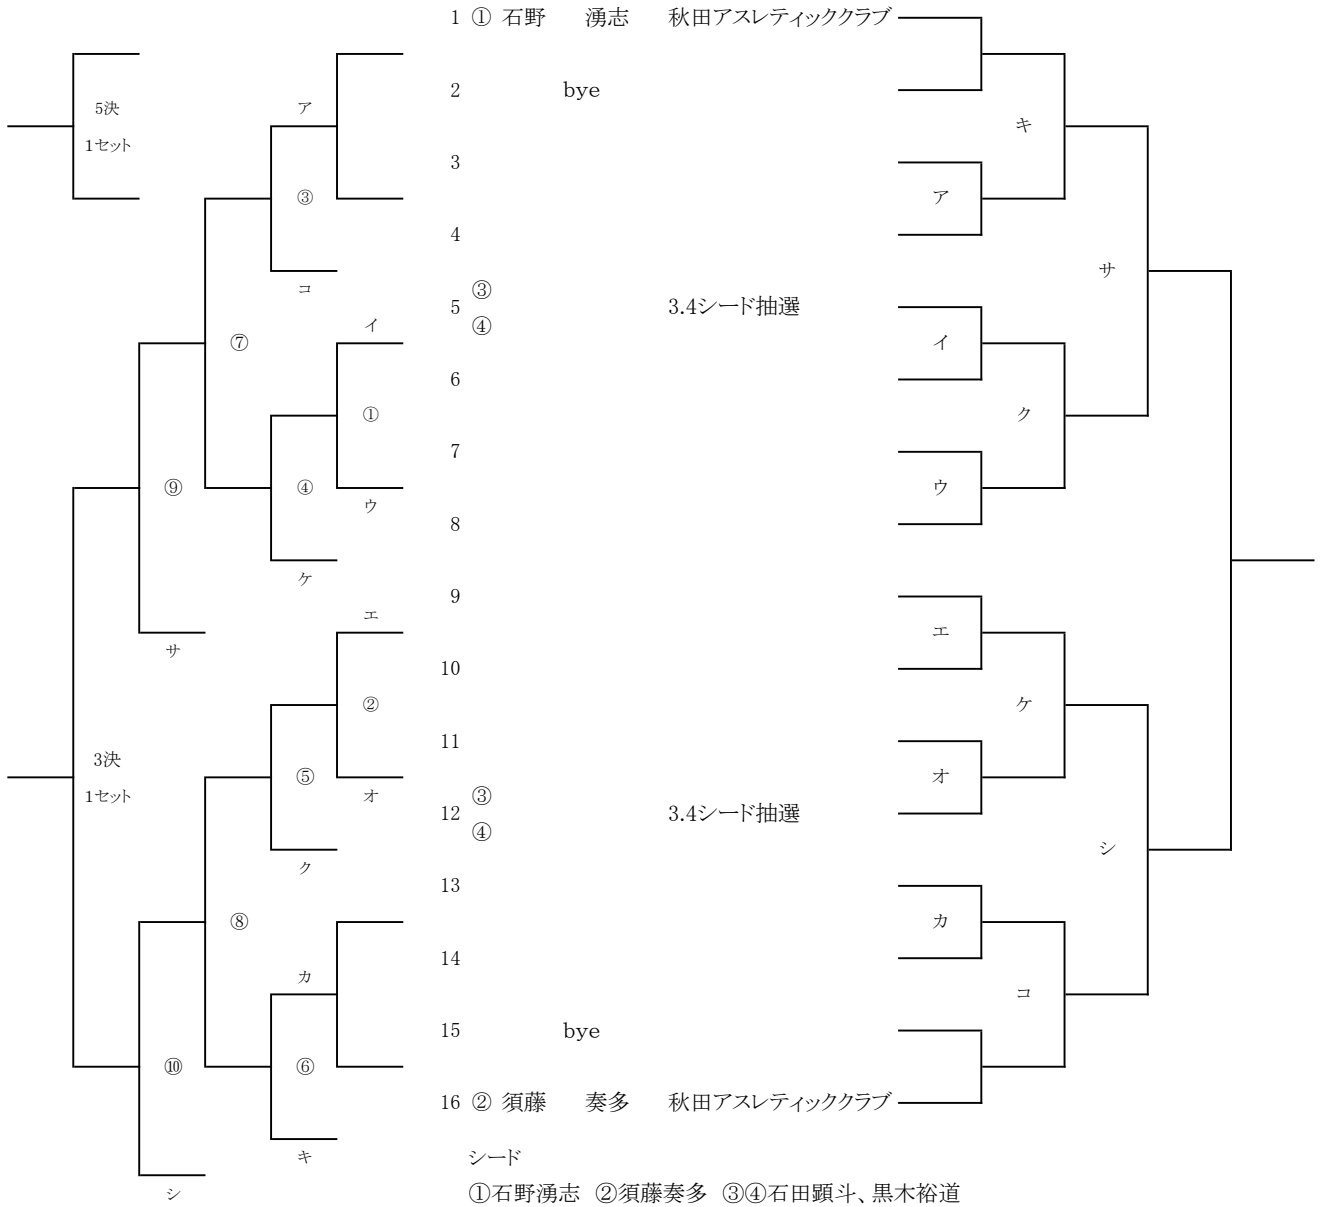 1 ① 石野 湧志 秋田アスレティッククラブ
5決 ア 2 bye
1セット キ
3
③ ア
4
コ サ
③
5 3.4シード抽選
④
イ
⑦ イ
6
① ク
7
⑨ ④ ウ
ウ
8
ケ
9
エ
サ エ
10
② ケ
11
3決 ⑤ オ
1セット オ
③
12 3.4シード抽選
④
シ
ク
13
⑧ カ
14
カ コ
15 bye
⑩ ⑥
16 ② 須藤 奏多 秋田アスレティッククラブ
キ
シ
シード
①石野湧志 ②須藤奏多 ③④石田顕斗、黒木裕道